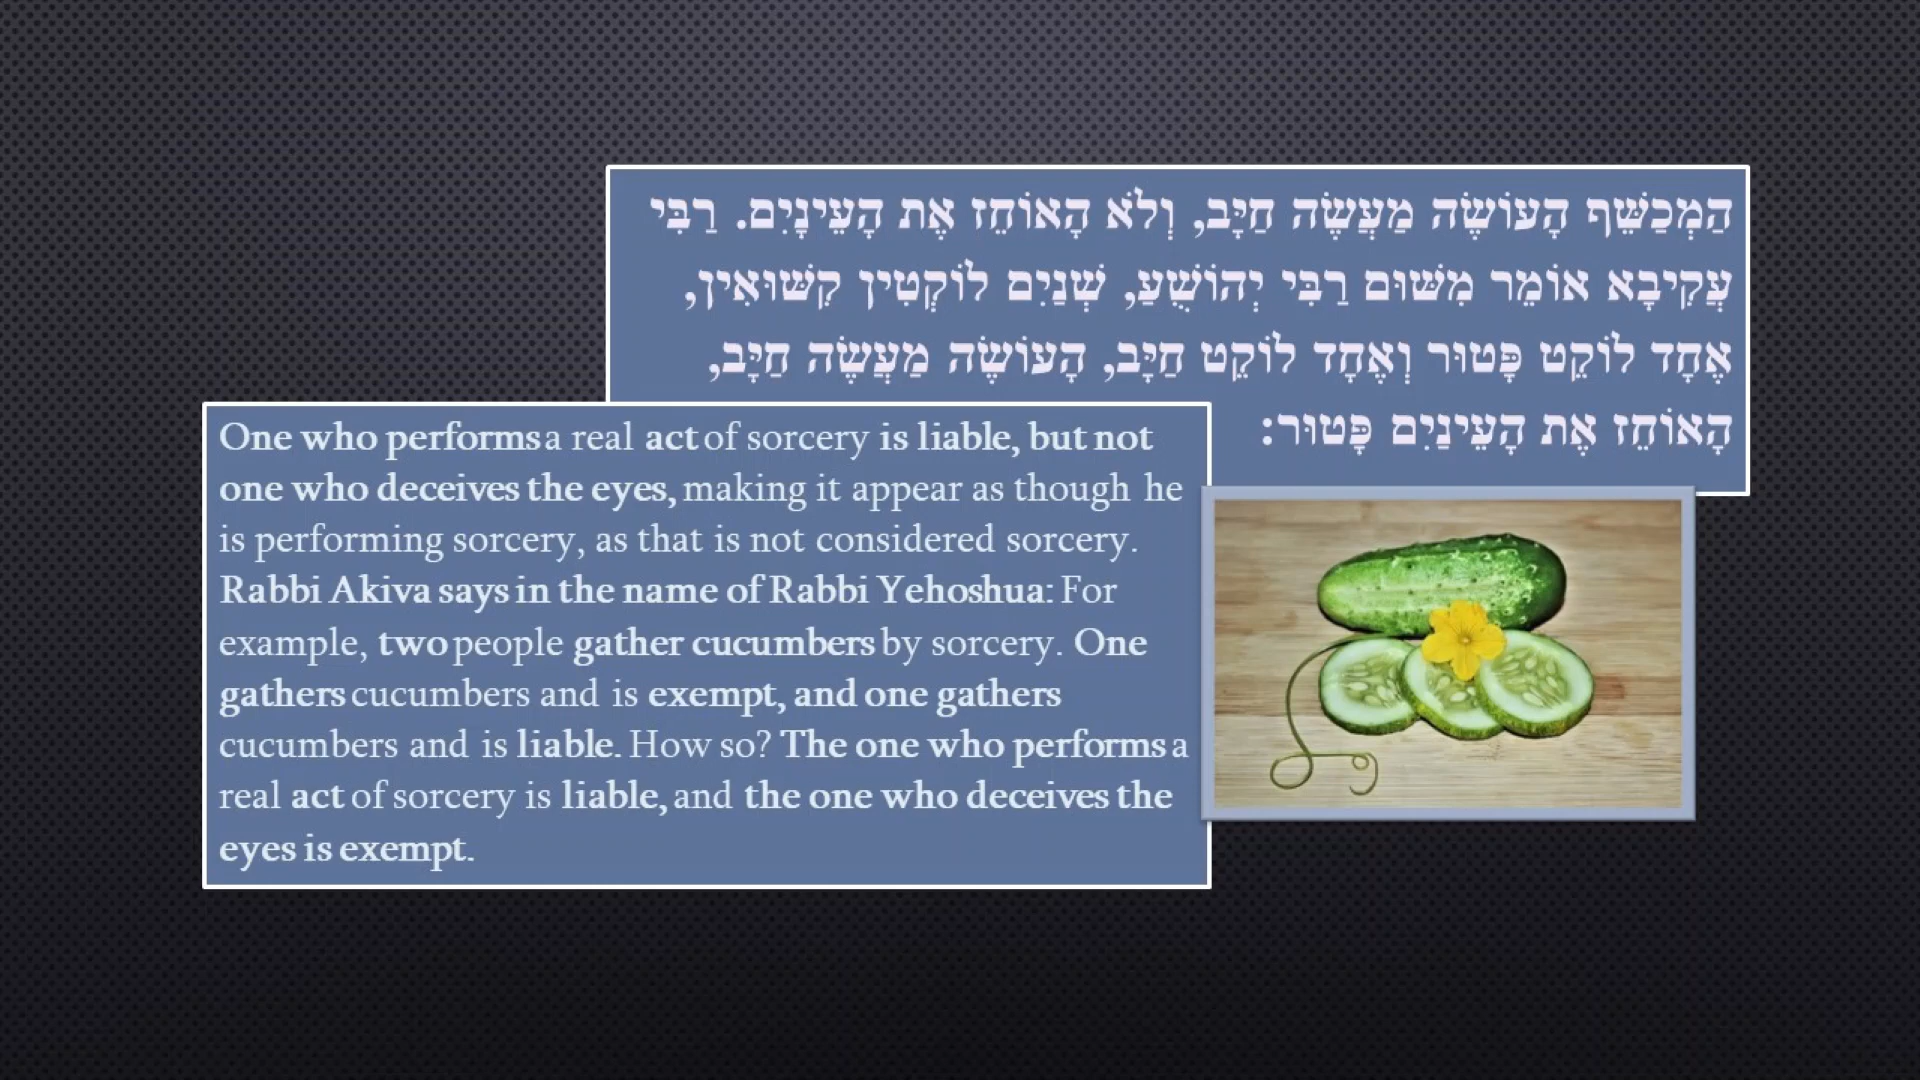 הַמְכַשֵּׁף הָעוֹשֶׂה מַעֲשֶׂה חַיָּב, וְלֹא הָאוֹחֵז אֶת הָעֵינָיִם. רַבִּי
עֲקִיבָא אוֹמֵר מִשּׁוּם רַבִּי יְהוֹשֻׁעַ, שְׁנַיִם לוֹקְטִין קִשּׁוּאִין,
אֶחָד לוֹקֵט פָּטוּר וְאֶחָד לוֹקֵט חַיָּב, הָעוֹשֶׂה מַעֲשֶׂה חַיָּב,
הָאוֹחֵז אֶת הָעֵינַיִם פָּטוּר:
One who performs a real act of sorcery is liable, but not
one who deceives the eyes, making it appear as though he
is performing sorcery, as that is not considered sorcery.
Rabbi Akiva says in the name of Rabbi Yehoshua: For
example, two people gather cucumbers by sorcery. One
gathers cucumbers and is exempt, and one gathers
cucumbers and is liable. How so? The one who performs a
real act of sorcery is liable, and the one who deceives the
eyes is exempt.